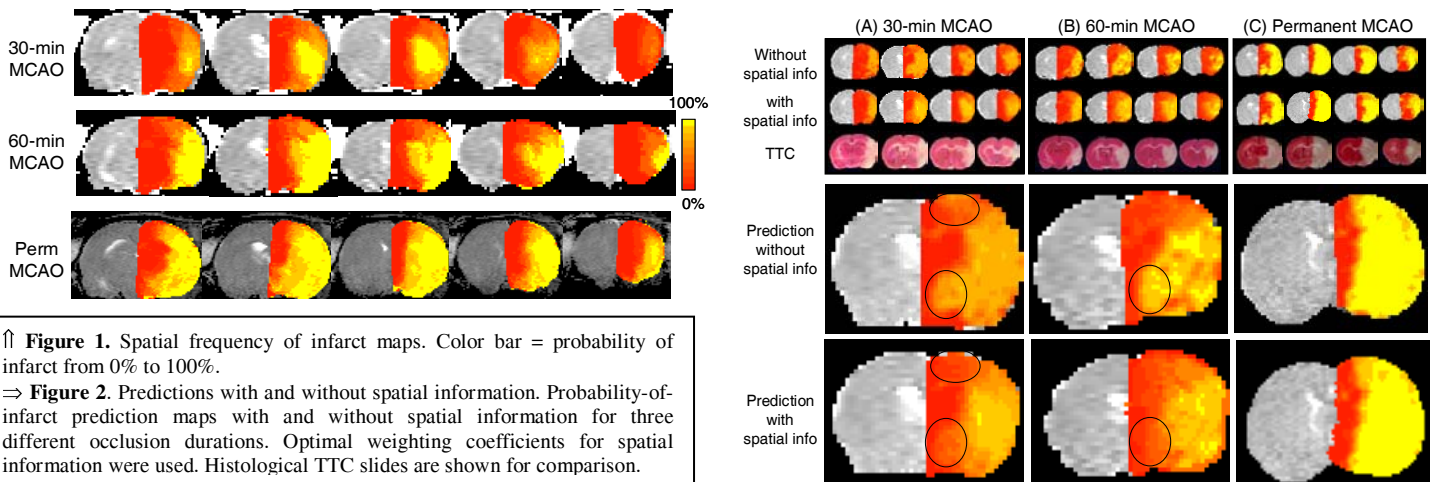 30-min
MCAO
100%
60-min
MCAO
0%
Perm
MCAO
⇑ Figure 1. Spatial frequency of infarct maps. Color bar = probability of
infarct from 0% to 100%.
⇒ Figure 2. Predictions with and without spatial information. Probability-of-
infarct prediction maps with and without spatial information for three
different occlusion durations. Optimal weighting coefficients for spatial
information were used. Histological TTC slides are shown for comparison.
(A) 30-min MCAO
(B) 60-min MCAO
(C) Permanent MCAO
Without
spatial info
with
spatial info
TTC
Prediction
without
spatial info
Prediction
with
spatial info